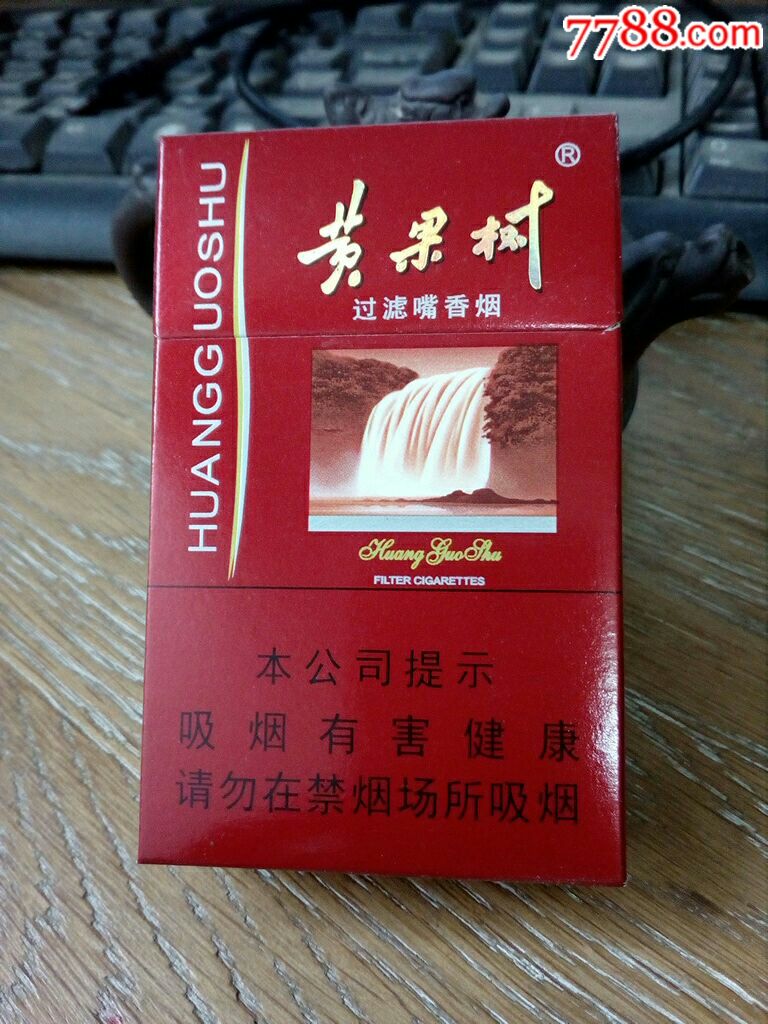 7788.com
®
黄果树
过滤嘴香烟
HUANGGUOSHU
Huang Guo Shu
FILTER CIGARETTES
本公司提示
吸烟有害健康
请勿在禁烟场所吸烟